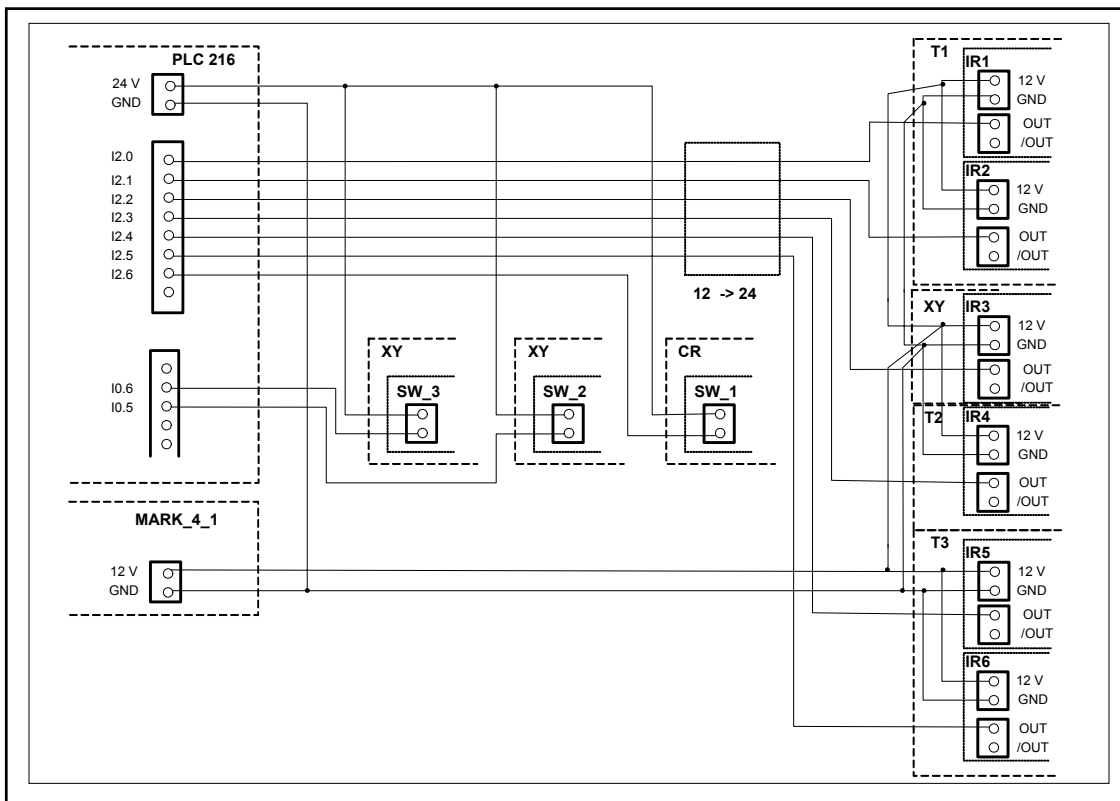 PLC 216
24 V
GND
I2.0
I2.1
I2.2
I2.3
I2.4
I2.5
I2.6
I0.6
I0.5
MARK_4_1
12 V
GND
XY
SW_3
XY
SW_2
CR
SW_1
12 -> 24
T1
IR1
12 V
GND
OUT
/OUT
IR2
12 V
GND
OUT
/OUT
XY
IR3
12 V
GND
OUT
/OUT
T2
IR4
12 V
GND
OUT
/OUT
T3
IR5
12 V
GND
OUT
/OUT
IR6
12 V
GND
OUT
/OUT